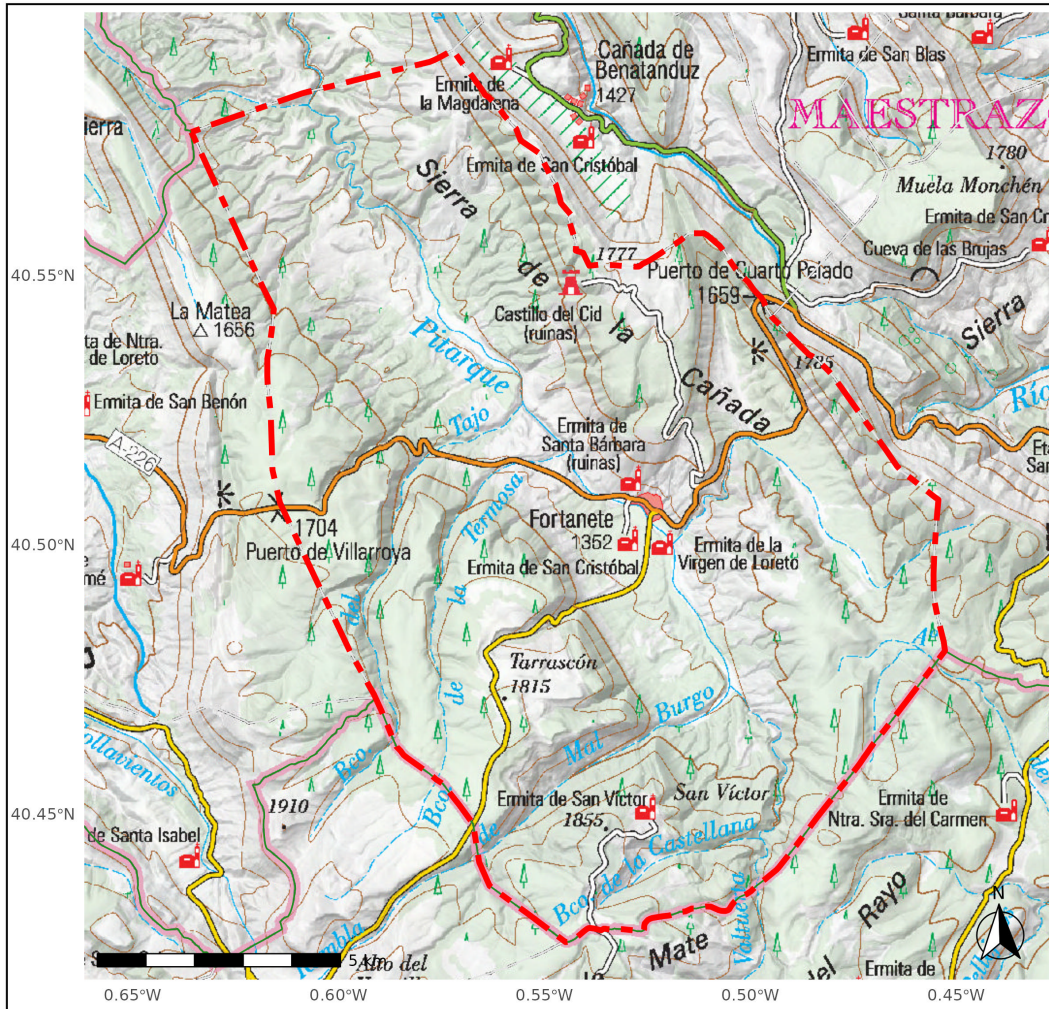 Santa Bárbara
Ermita de San Blas
Cañada de
Benatanduz
1427
Ermita de
la Magdalena
MAESTRAZ
ierra
Ermita de San Cristóbal
1780
Muela Monchén
Sierra
de
la
Cañada
Ermita de San Cr
Cueva de las Brujas
1777
40.55°N
Puerto de Cuarto Pelado
1659
Castillo del Cid
(ruinas)
La Matea
1656
Sierra
Pitarque
ta de Ntra.
de Loreto
1785
Río
Ermita de San Benón
Tajo
Ermita de
Santa Bárbara
(ruinas)
A-226
Termosa
la
de
Bco.
1704
Puerto de Villarroya
Fortanete
1352
40.50°N
Ermita de San Cristóbal
Ermita de la
Virgen de Loreto
mé
del
Bco.
Tarrascón
1815
Burgo
Mal
de
ollavientos
1910
Ermita de San Víctor
1855
San Víctor
40.45°N
Ermita de
Ntra. Sra. del Carmen
de Santa Isabel
Bco. de la Castellana
Valtuena
Rayo
del
Mate
Ermita de
Alto del
N
5 km
0.65°W
0.60°W
0.55°W
0.50°W
0.45°W